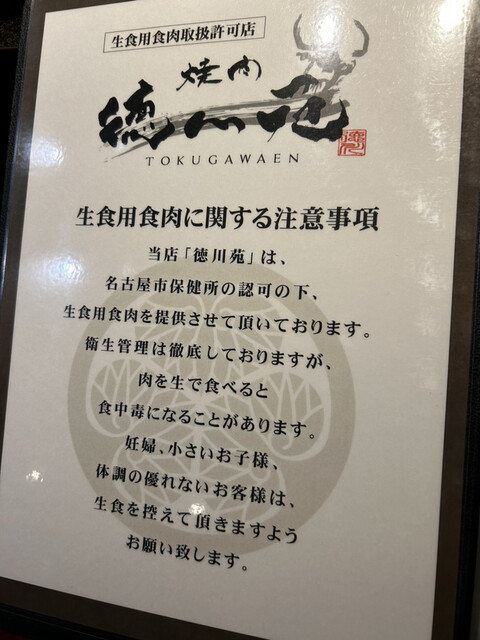 生食用食肉取扱許可店
焼肉
徳川苑
TOKUGAWAEN
生食用食肉に関する注意事項
当店「徳川苑」は、
名古屋市保健所の認可の下、
生食用食肉を提供させて頂いております。
衛生管理は徹底しておりますが、
肉を生で食べると
食中毒になることがあります。
妊婦、小さいお子様、
体調の優れないお客様は、
生食を控えて頂きますよう
お願い致します。